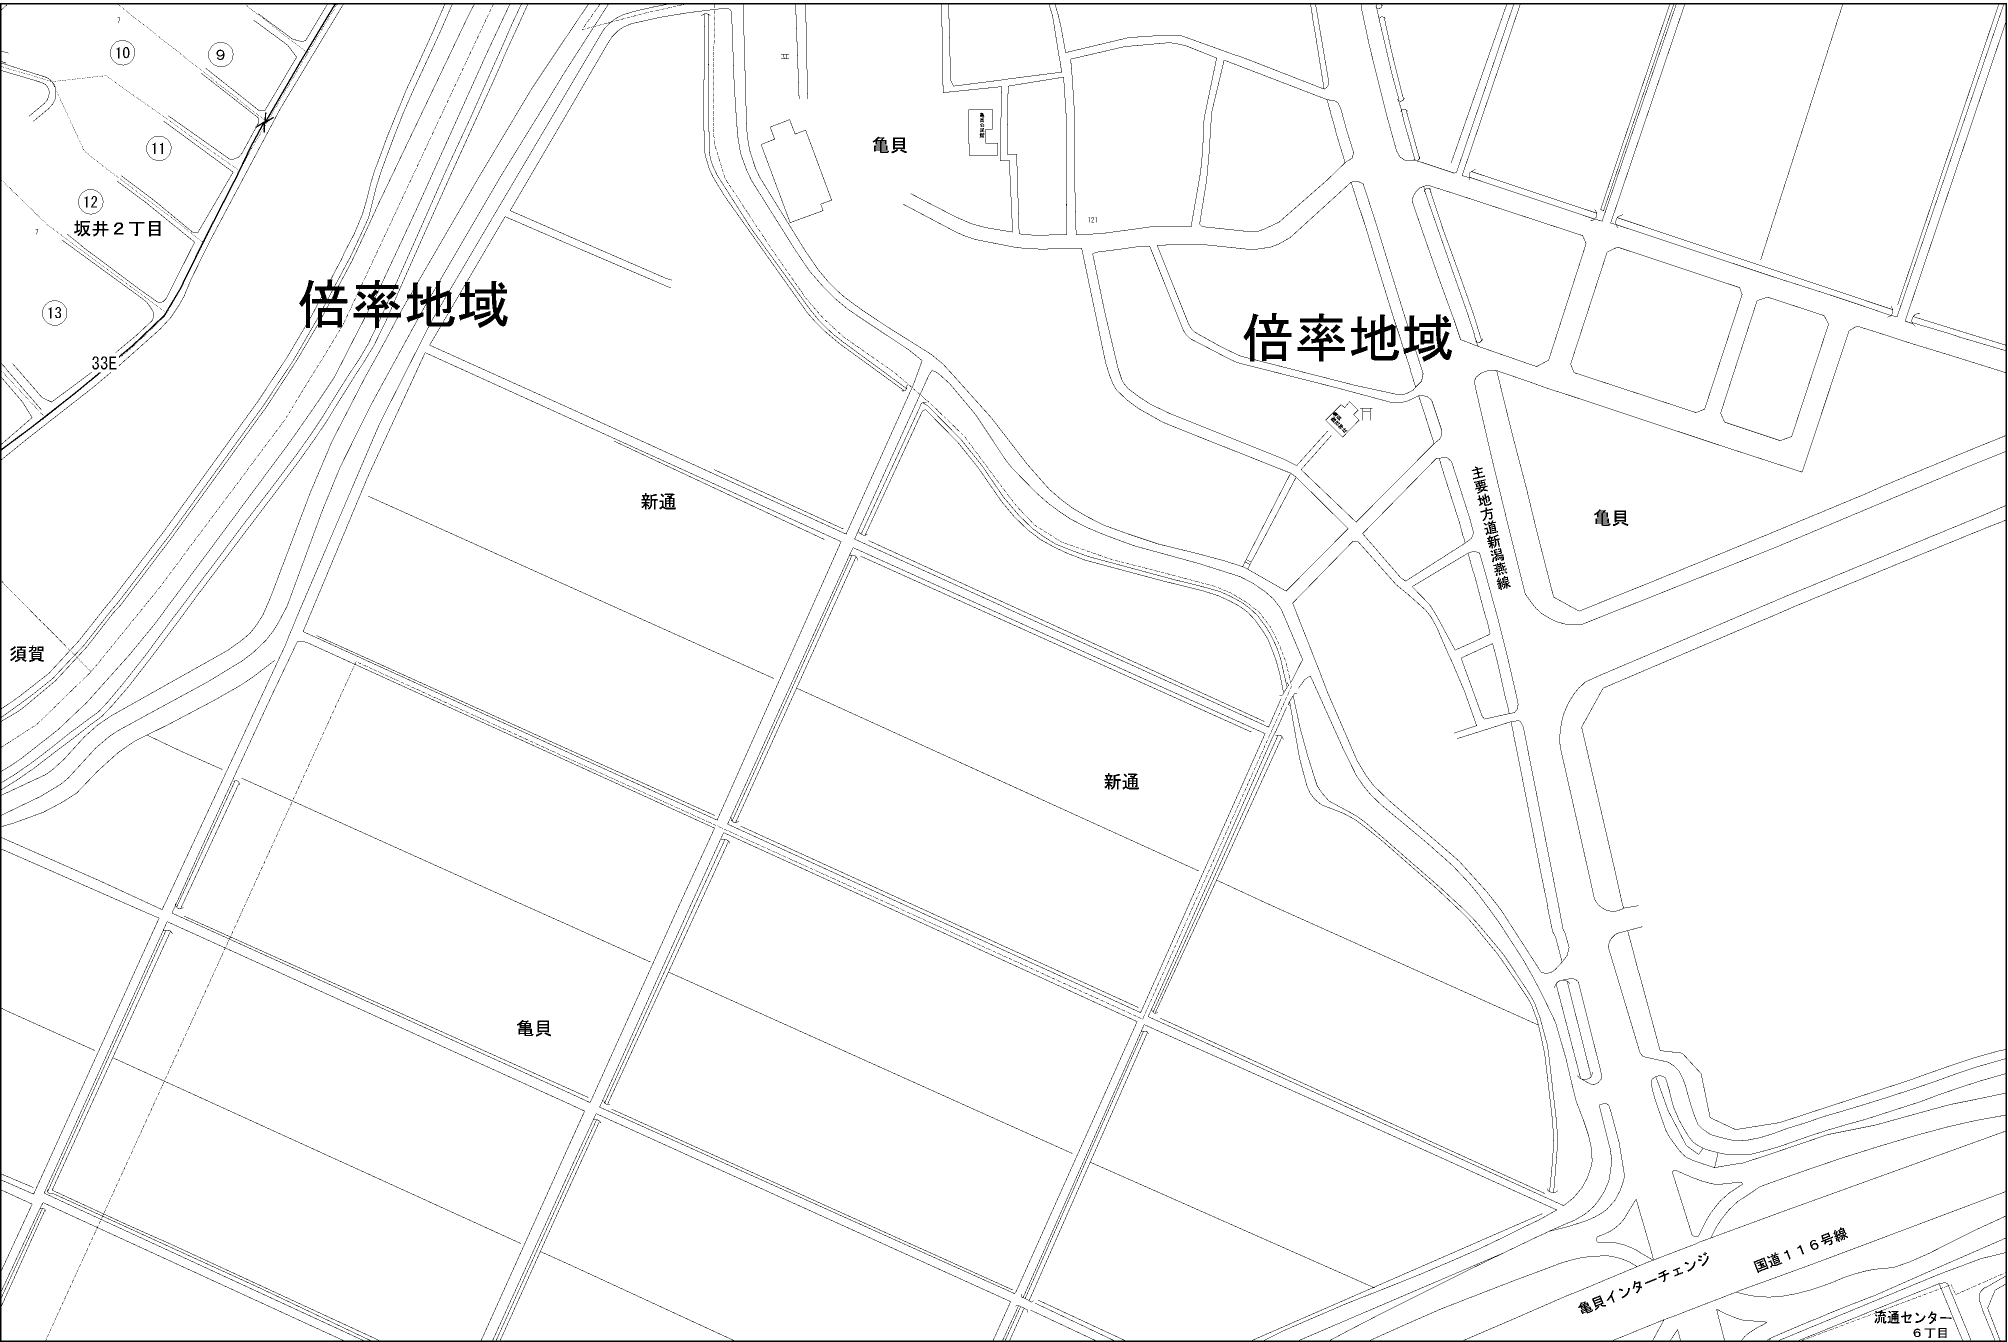 7
⑩
⑨
⑪
⑫
坂井２丁目
7
⑬
33E
倍率地域
亀貝
121
倍率地域
新通
主要地方道新潟燕線
亀貝
須賀
新通
亀貝
亀貝インターチェンジ
国道１１６号線
流通センター
６丁目